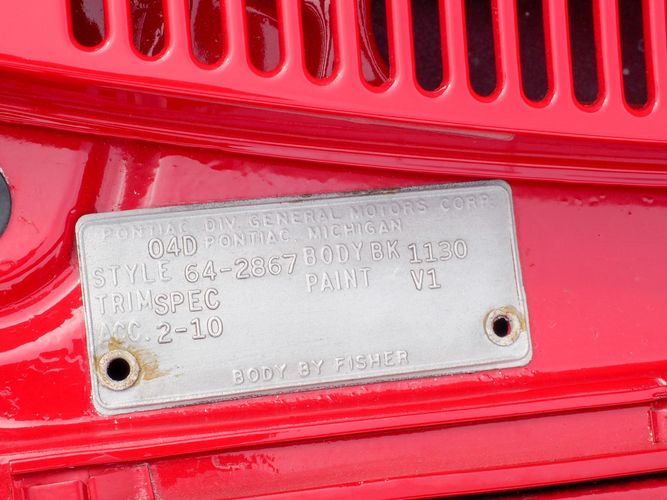 PONTIAC DIV. GENERAL MOTORS CORP.
04D PONTIAC, MICHIGAN
STYLE 64-2867 BODY BK 1130
TRIM SPEC PAINT V1
ACC. 2-10
BODY BY FISHER